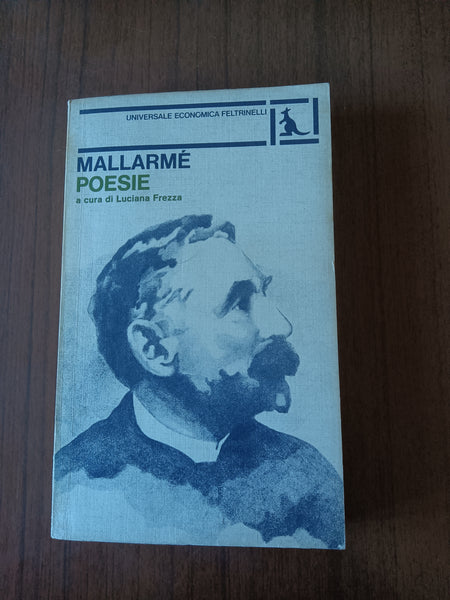 UNIVERSALE ECONOMICA FELTRINELLI
MALLARMÉ
POESIE
a cura di Luciana Frezza